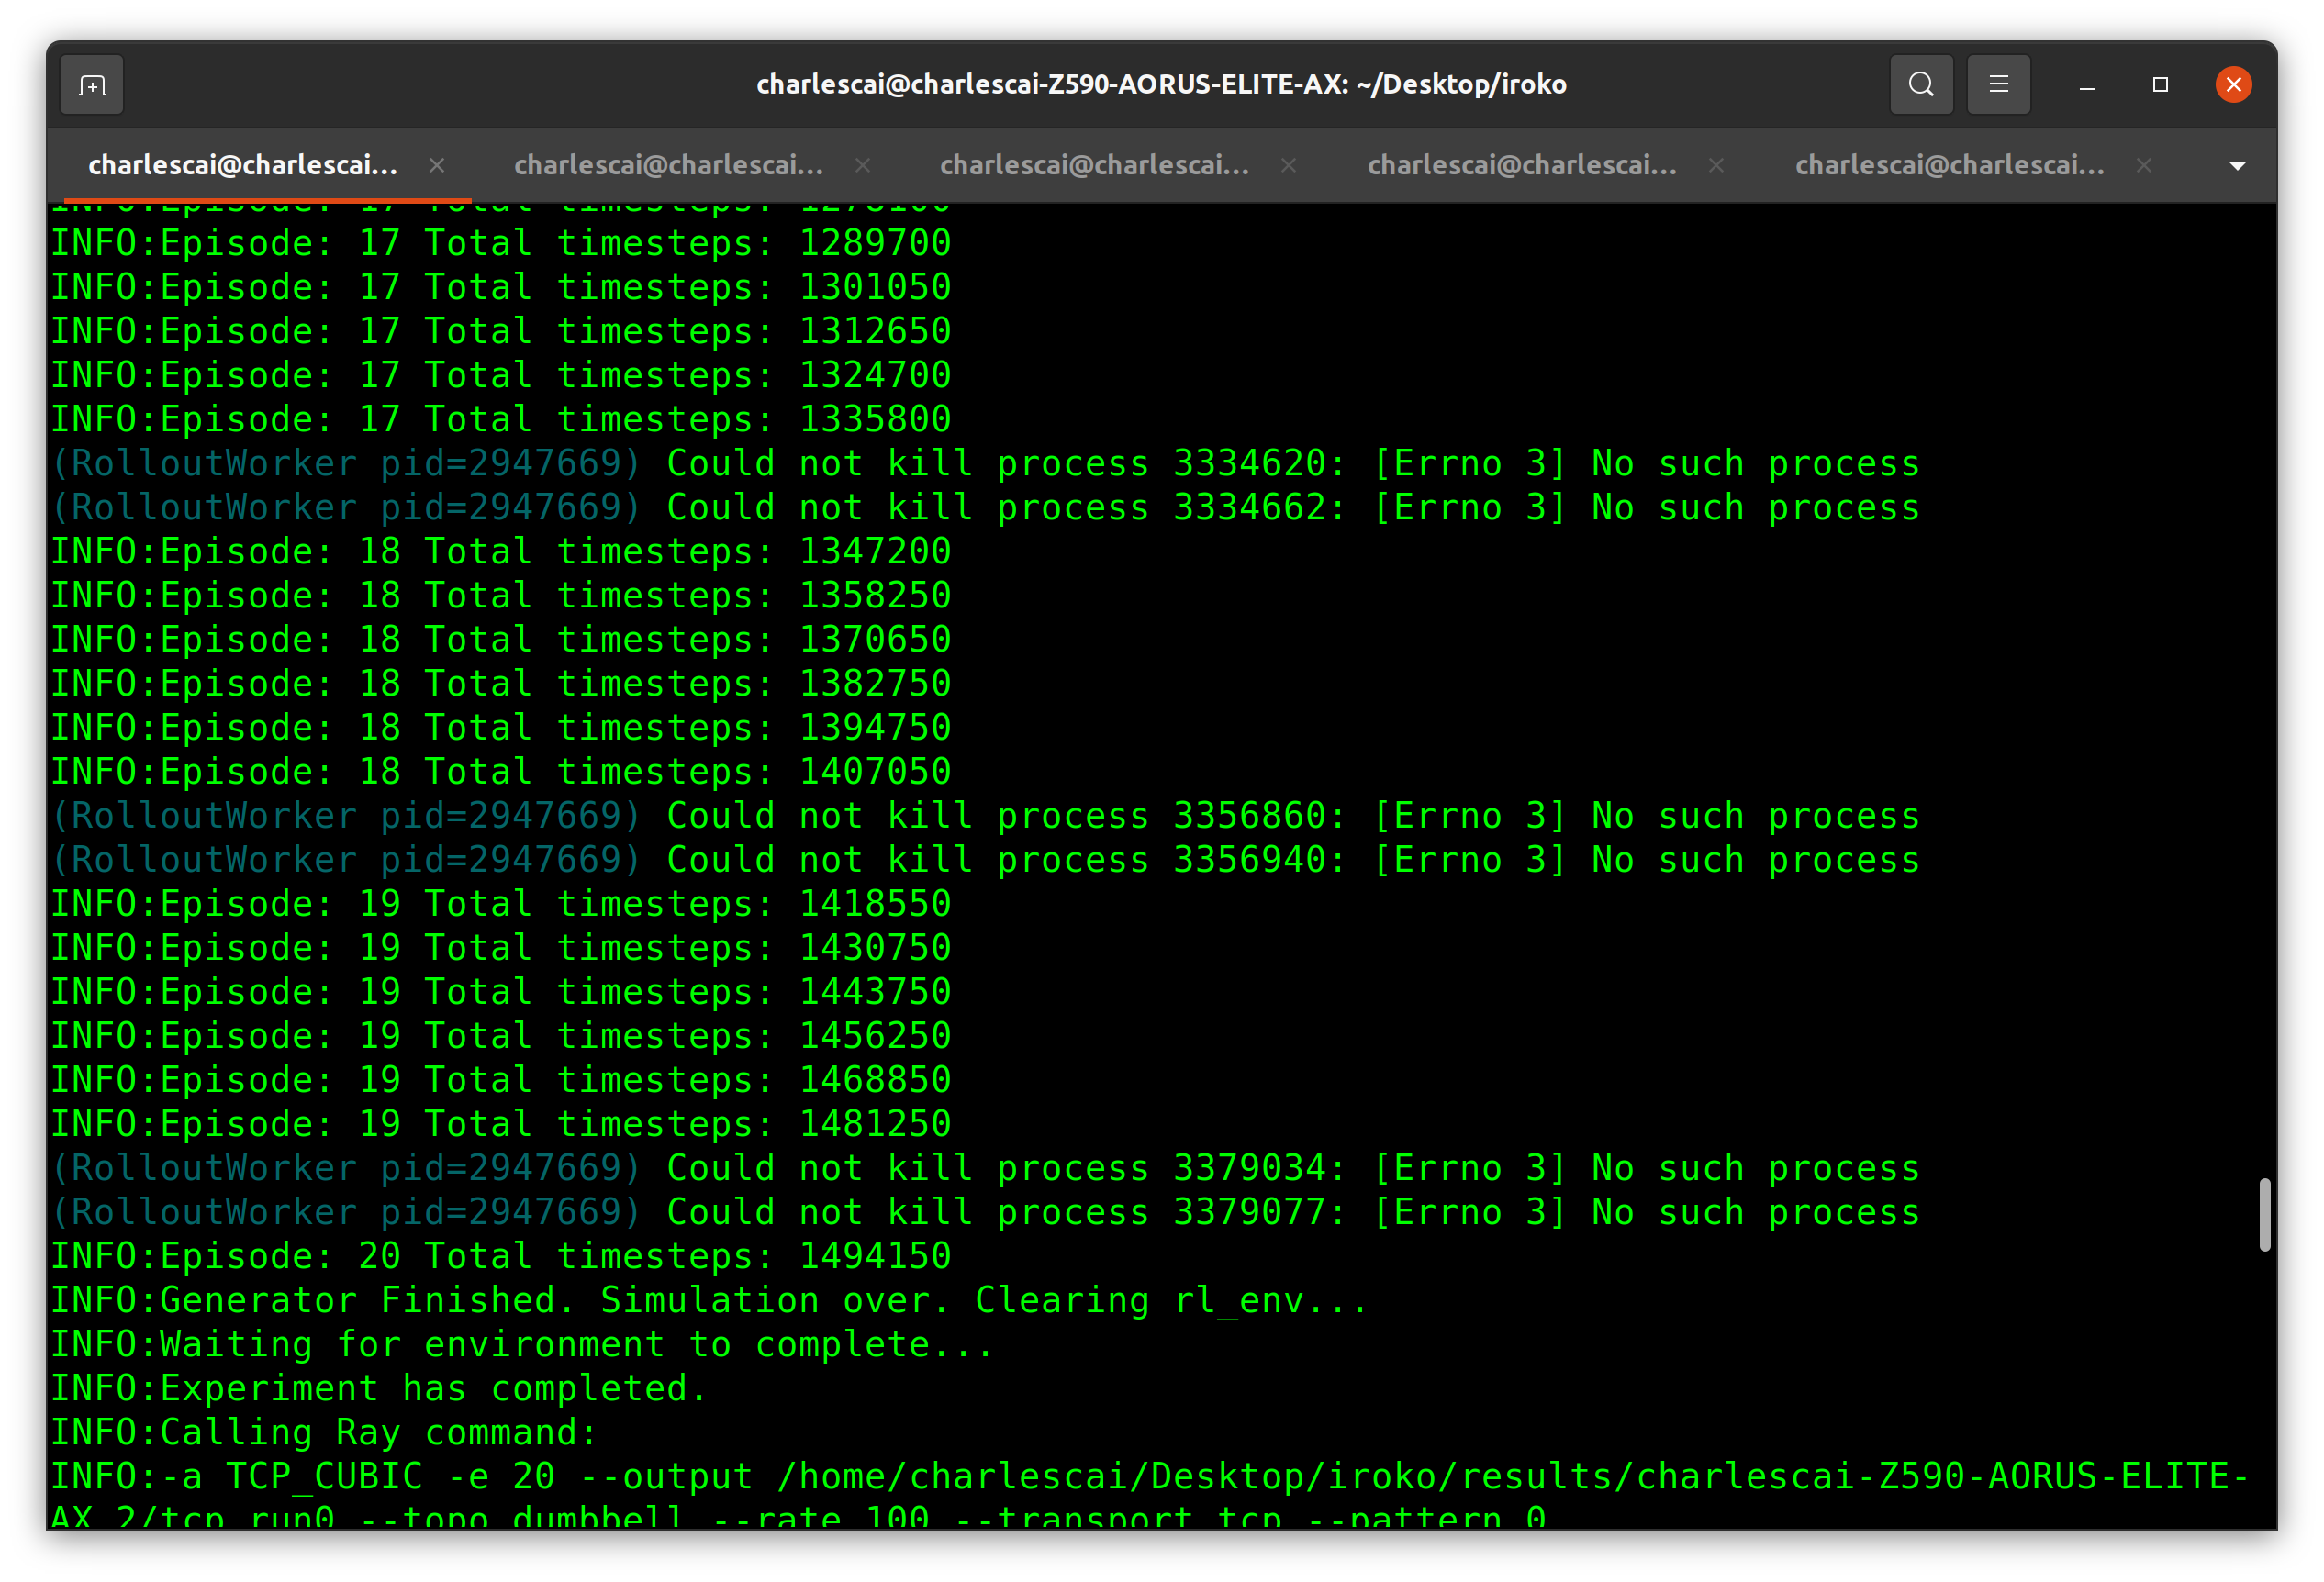 charlescai@charlescai-Z590-AORUS-ELITE-AX: ~/Desktop/iroko
charlescai@charlescai... charlescai@charlescai... charlescai@charlescai... charlescai@charlescai... charlescai@charlescai...
INFO:Episode: 17 Total timesteps:
INFO:Episode: 17 Total timesteps: 1289700
INFO:Episode: 17 Total timesteps: 1301050
INFO:Episode: 17 Total timesteps: 1312650
INFO:Episode: 17 Total timesteps: 1324700
INFO:Episode: 17 Total timesteps: 1335800
(RolloutWorker pid=2947669) Could not kill process 3334620: [Errno 3] No such process
(RolloutWorker pid=2947669) Could not kill process 3334662: [Errno 3] No such process
INFO:Episode: 18 Total timesteps: 1347200
INFO:Episode: 18 Total timesteps: 1358250
INFO:Episode: 18 Total timesteps: 1370650
INFO:Episode: 18 Total timesteps: 1382750
INFO:Episode: 18 Total timesteps: 1394750
INFO:Episode: 18 Total timesteps: 1407050
(RolloutWorker pid=2947669) Could not kill process 3356860: [Errno 3] No such process
(RolloutWorker pid=2947669) Could not kill process 3356940: [Errno 3] No such process
INFO:Episode: 19 Total timesteps: 1418550
INFO:Episode: 19 Total timesteps: 1430750
INFO:Episode: 19 Total timesteps: 1443750
INFO:Episode: 19 Total timesteps: 1456250
INFO:Episode: 19 Total timesteps: 1468850
INFO:Episode: 19 Total timesteps: 1481250
(RolloutWorker pid=2947669) Could not kill process 3379034: [Errno 3] No such process
(RolloutWorker pid=2947669) Could not kill process 3379077: [Errno 3] No such process
INFO:Episode: 20 Total timesteps: 1494150
INFO:Generator Finished. Simulation over. Clearing rl_env...
INFO:Waiting for environment to complete...
INFO:Experiment has completed.
INFO:Calling Ray command:
INFO:-a TCP_CUBIC -e 20 --output /home/charlescai/Desktop/iroko/results/charlescai-Z590-AORUS-ELITE-
AX_2/tcp_run0 --topo dumbbell --rate 100 --transport tcp --pattern 0